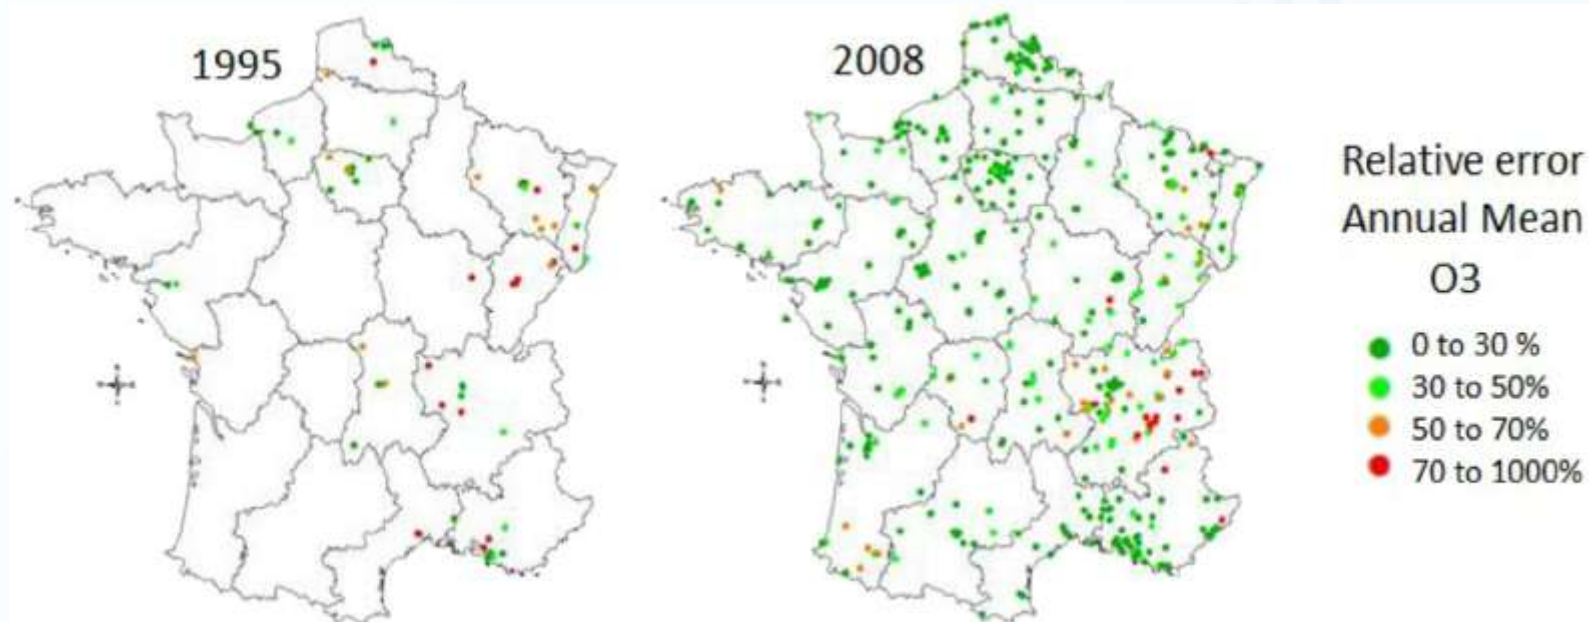 1995
2008
Relative error
Annual Mean
O3
0 to 30 %
30 to 50%
50 to 70%
70 to 1000%